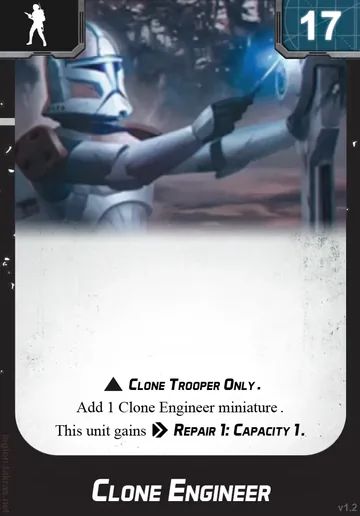 17
▲ Clone Trooper Only.
Add 1 Clone Engineer miniature.
This unit gains Repair 1: Capacity 1.
Clone Engineer
v1.2